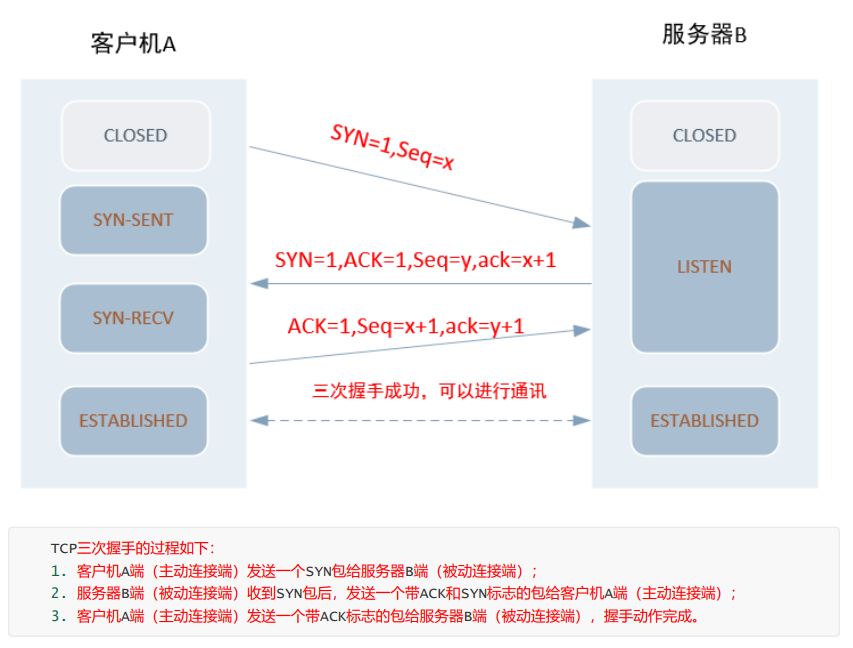 客户机A
服务器B
CLOSED
CLOSED
SYN=1,Seq=x
SYN-SENT
SYN=1,ACK=1,Seq=y,ack=x+1
LISTEN
SYN-RECV
ACK=1,Seq=x+1,ack=y+1
三次握手成功，可以进行通讯
ESTABLISHED
ESTABLISHED
TCP三次握手的过程如下：
1. 客户机A端（主动连接端）发送一个SYN包给服务器B端（被动连接端）；
2. 服务器B端（被动连接端）收到SYN包后，发送一个带ACK和SYN标志的包给客户机A端（主动连接端）；
3. 客户机A端（主动连接端）发送一个带ACK标志的包给服务器B端（被动连接端），握手动作完成。